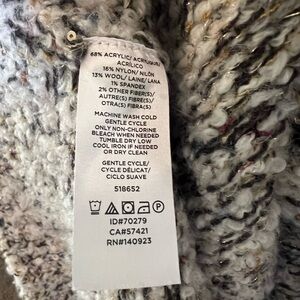 68% ACRYLIC/ACRYLIQUE/
ACRÍLICO
16% NYLON/NILÓN
13% WOOL/LAINE/LANA
1% SPANDEX
2% OTHER FIBER(S)/
AUTRE(S) FIBRE(S)/
OTRA(S) FIBRA(S)
MACHINE WASH COLD
GENTLE CYCLE
ONLY NON-CHLORINE
BLEACH WHEN NEEDED
TUMBLE DRY LOW
COOL IRON IF NEEDED
OR DRY CLEAN
GENTLE CYCLE/
CYCLE DÉLICAT/
CICLO SUAVE
518652
P
ID#70279
CA#57421
RN#140923